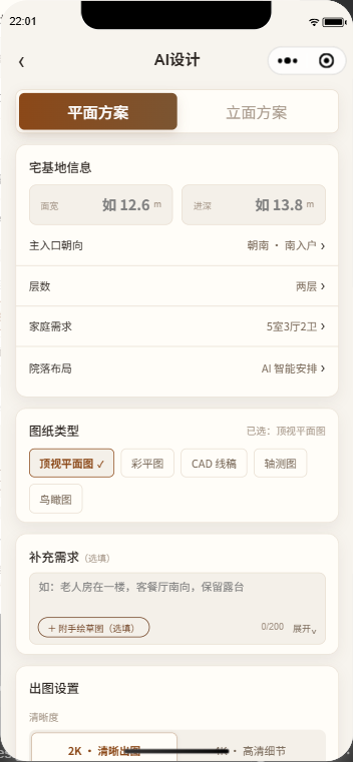 22:01
AI设计
平面方案 立面方案
宅基地信息
面宽 如 12.6 m 进深 如 13.8 m
主入口朝向 朝南 · 南入户 ›
层数 两层 ›
家庭需求 5室3厅2卫 ›
院落布局 AI 智能安排 ›
图纸类型 已选：顶视平面图
顶视平面图 ✓ 彩平图 CAD 线稿 轴测图
鸟瞰图
补充需求（选填）
如：老人房在一楼，客餐厅南向，保留露台
＋附手绘草图（选填） 0/200 展开
出图设置
清晰度
2K · 清晰出图 · 高清细节